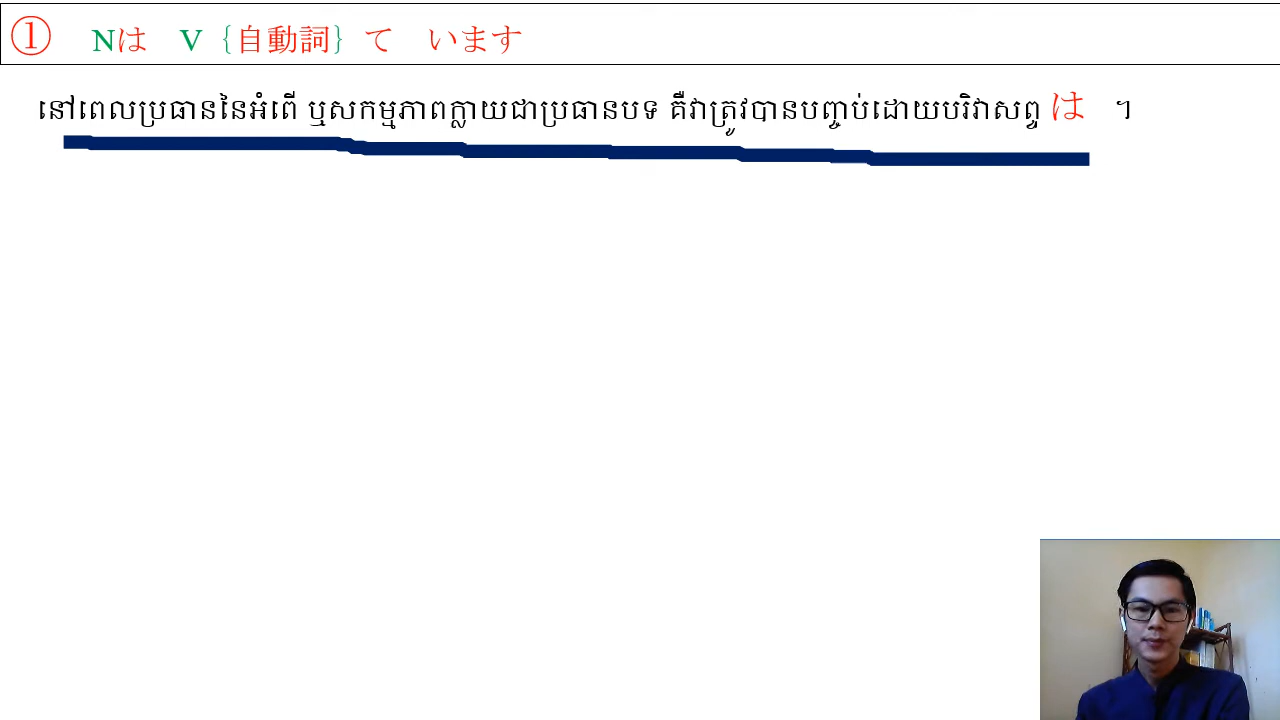 ① Nは V {自動詞} て います
នៅពេលប្រធាននៃអំពើ ឬសកម្មភាពក្លាយជាប្រធានបទ គឺវាត្រូវបានបញ្ចប់ដោយបរិវាសព្ទ は ។